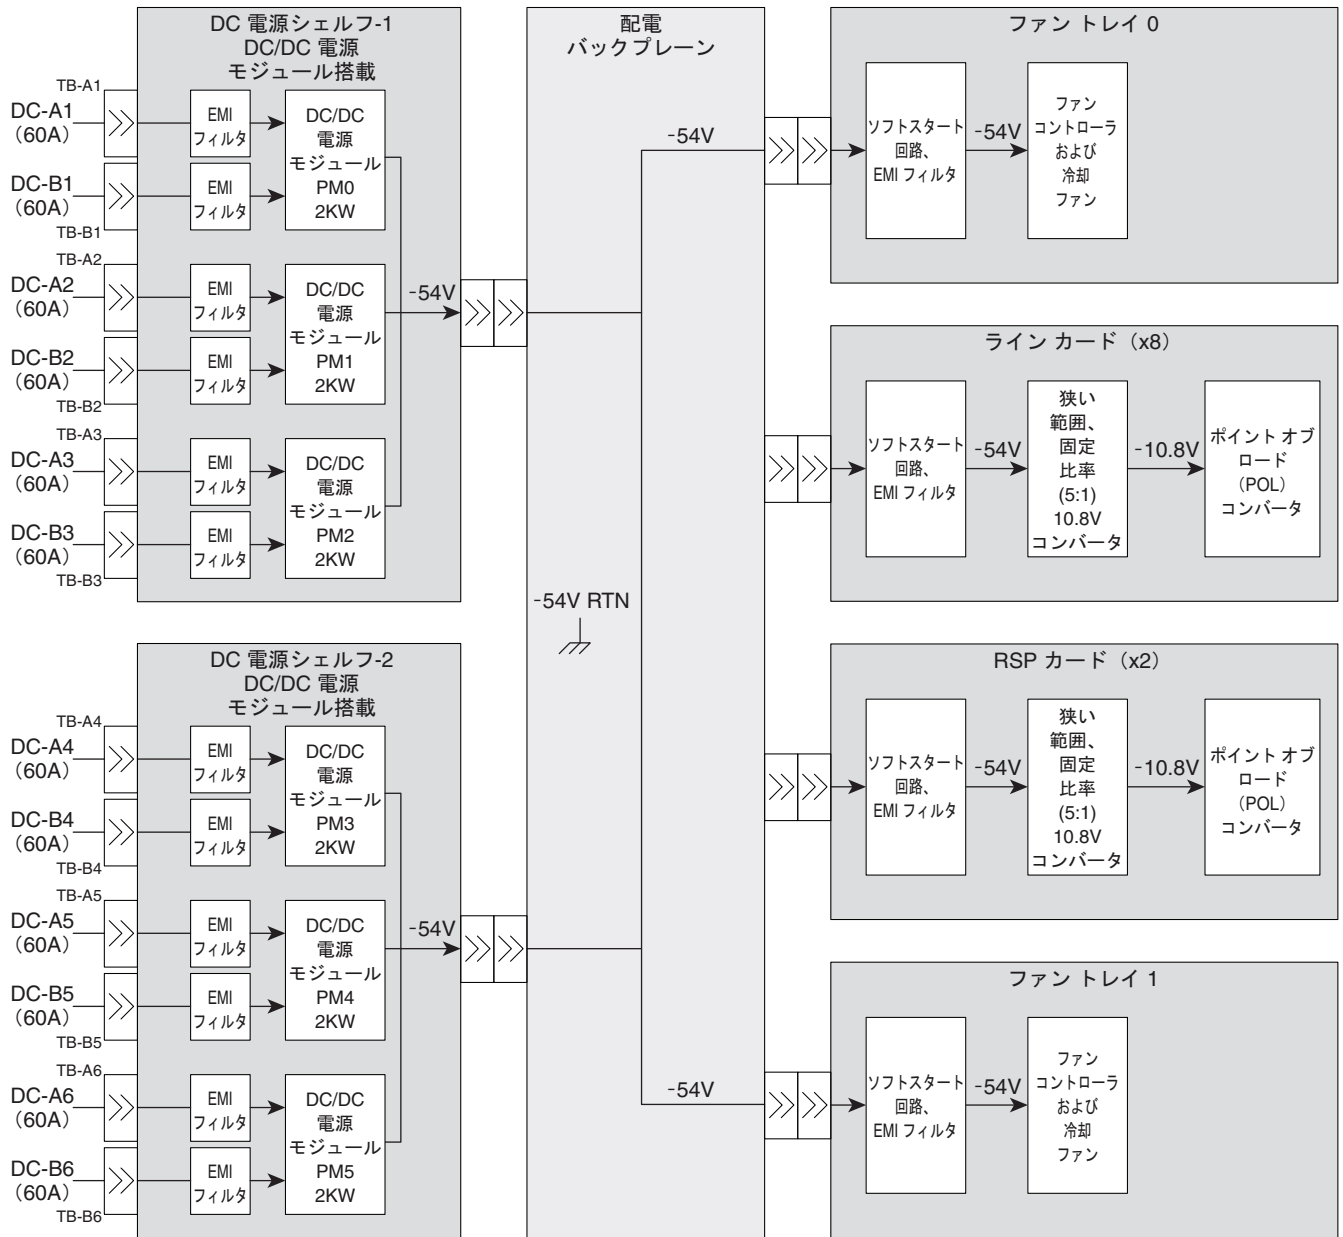 DC 電源シェルフ-1
DC/DC 電源
モジュール搭載
TB-A1
DC-A1
(60A)
DC-B1
(60A)
TB-B1
EMI
フィルタ
EMI
フィルタ
DC/DC
電源
モジュール
PM0
2KW
TB-A2
DC-A2
(60A)
DC-B2
(60A)
TB-B2
EMI
フィルタ
EMI
フィルタ
DC/DC
電源
モジュール
PM1
2KW
-54V
TB-A3
DC-A3
(60A)
DC-B3
(60A)
TB-B3
EMI
フィルタ
EMI
フィルタ
DC/DC
電源
モジュール
PM2
2KW
DC 電源シェルフ-2
DC/DC 電源
モジュール搭載
TB-A4
DC-A4
(60A)
DC-B4
(60A)
TB-B4
EMI
フィルタ
EMI
フィルタ
DC/DC
電源
モジュール
PM3
2KW
TB-A5
DC-A5
(60A)
DC-B5
(60A)
TB-B5
EMI
フィルタ
EMI
フィルタ
DC/DC
電源
モジュール
PM4
2KW
-54V
TB-A6
DC-A6
(60A)
DC-B6
(60A)
TB-B6
EMI
フィルタ
EMI
フィルタ
DC/DC
電源
モジュール
PM5
2KW
配電
バックプレーン
-54V
-54V RTN
-54V
ファン トレイ 0
ソフトスタート
回路、
EMI フィルタ
-54V
ファン
コントローラ
および
冷却
ファン
ライン カード (x8)
ソフトスタート
回路、
EMI フィルタ
-54V
狭い
範囲、
固定
比率
(5:1)
10.8V
コンバータ
-10.8V
ポイント オブ
ロード
(POL)
コンバータ
RSP カード (x2)
ソフトスタート
回路、
EMI フィルタ
-54V
狭い
範囲、
固定
比率
(5:1)
10.8V
コンバータ
-10.8V
ポイント オブ
ロード
(POL)
コンバータ
ファン トレイ 1
ソフトスタート
回路、
EMI フィルタ
-54V
ファン
コントローラ
および
冷却
ファン